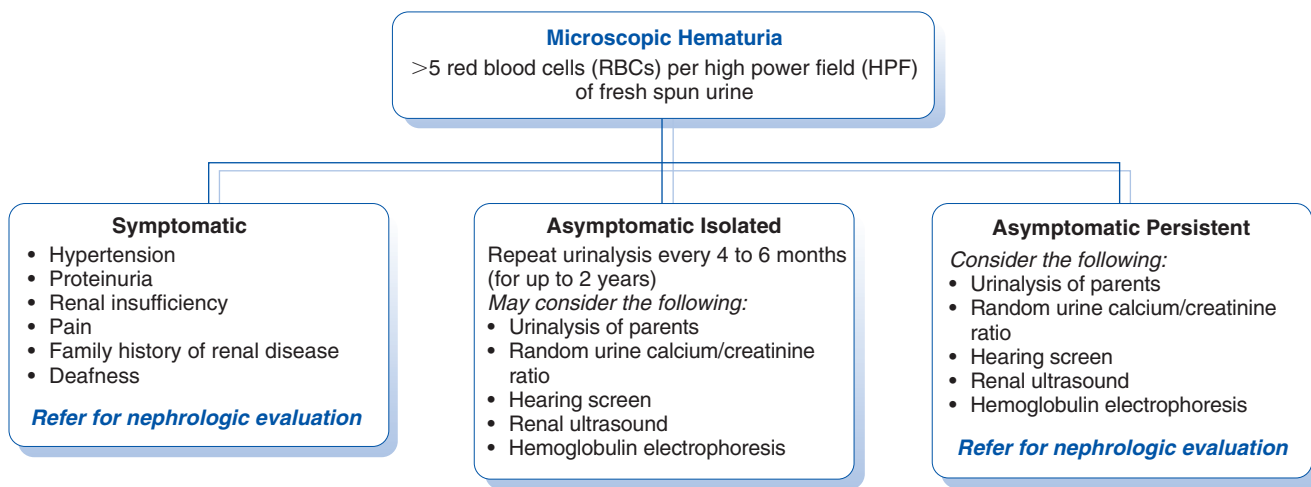 Microscopic Hematuria
>5 red blood cells (RBCs) per high power field (HPF)
of fresh spun urine
Symptomatic
• Hypertension
• Proteinuria
• Renal insufficiency
• Pain
• Family history of renal disease
• Deafness
Refer for nephrologic evaluation
Asymptomatic Isolated
Repeat urinalysis every 4 to 6 months
(for up to 2 years)
May consider the following:
• Urinalysis of parents
• Random urine calcium/creatinine
ratio
• Hearing screen
• Renal ultrasound
• Hemoglobulin electrophoresis
Asymptomatic Persistent
Consider the following:
• Urinalysis of parents
• Random urine calcium/creatinine
ratio
• Hearing screen
• Renal ultrasound
• Hemoglobulin electrophoresis
Refer for nephrologic evaluation